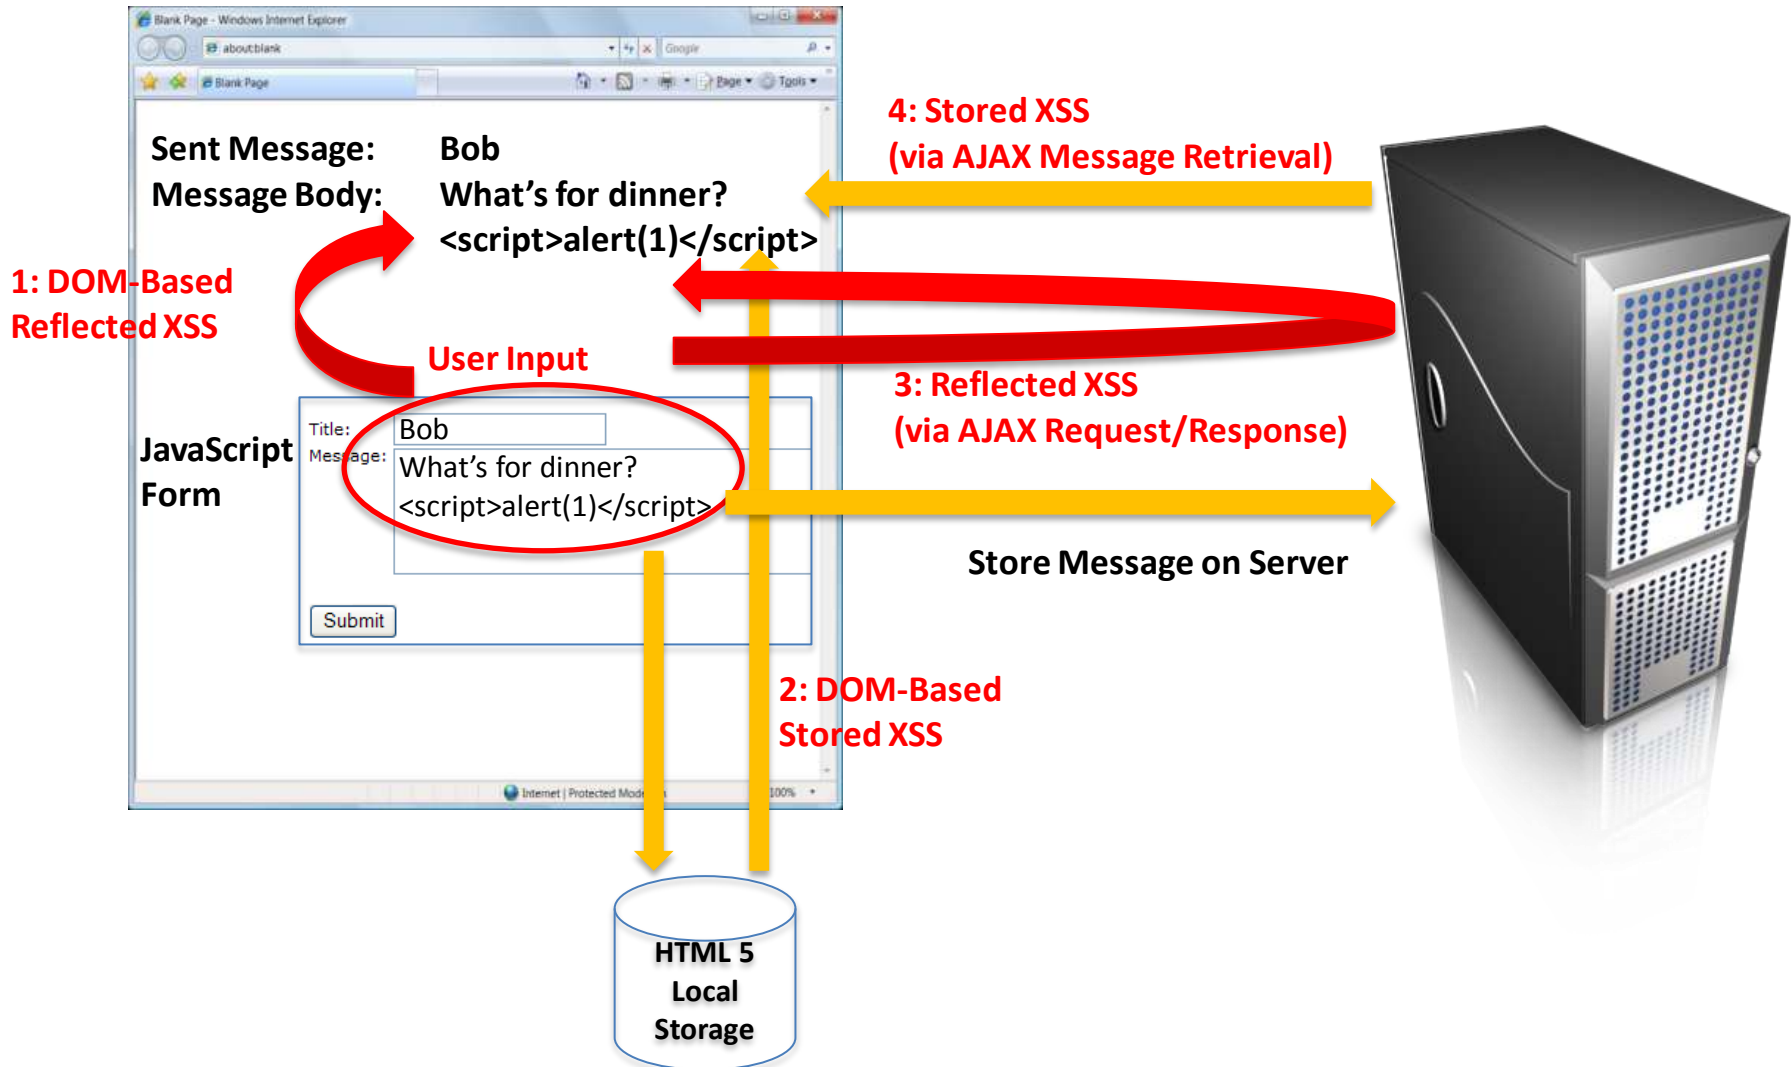 Blank Page - Windows Internet Explorer
about:blank
Google
Blank Page
Page
Tools
4: Stored XSS
(via AJAX Message Retrieval)
Sent Message: Bob
Message Body: What’s for dinner?
<script>alert(1)</script>
1: DOM-Based
Reflected XSS
User Input
3: Reflected XSS
(via AJAX Request/Response)
JavaScript
Form
Title: Bob
Message: What’s for dinner?
<script>alert(1)</script>
Store Message on Server
Submit
2: DOM-Based
Stored XSS
Internet | Protected
100%
HTML 5
Local
Storage